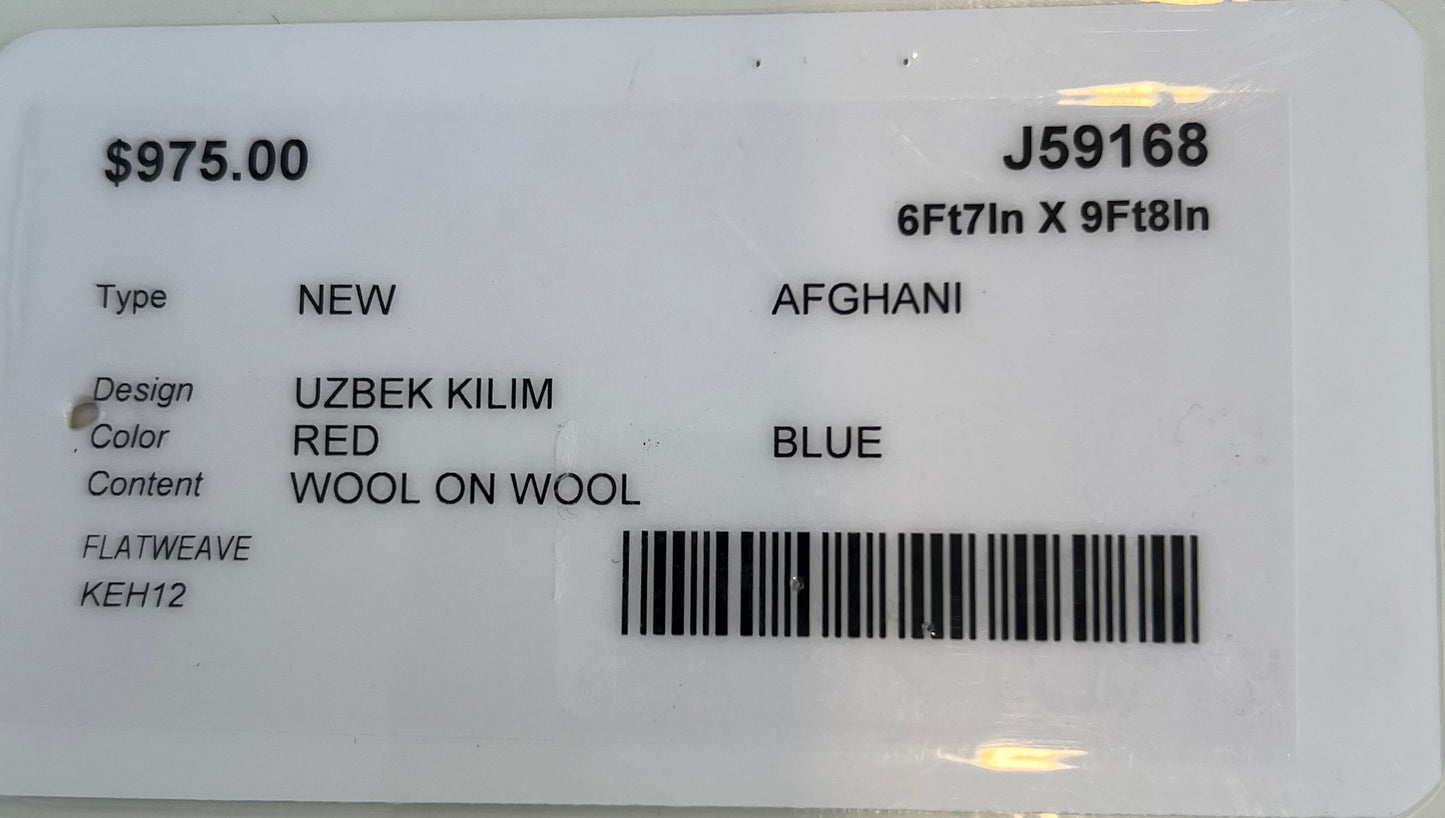 $975.00 J59168
6Ft7In X 9Ft8In
Type NEW AFGHANI
Design UZBEK KILIM
Color RED BLUE
Content WOOL ON WOOL
FLATWEAVE
KEH12